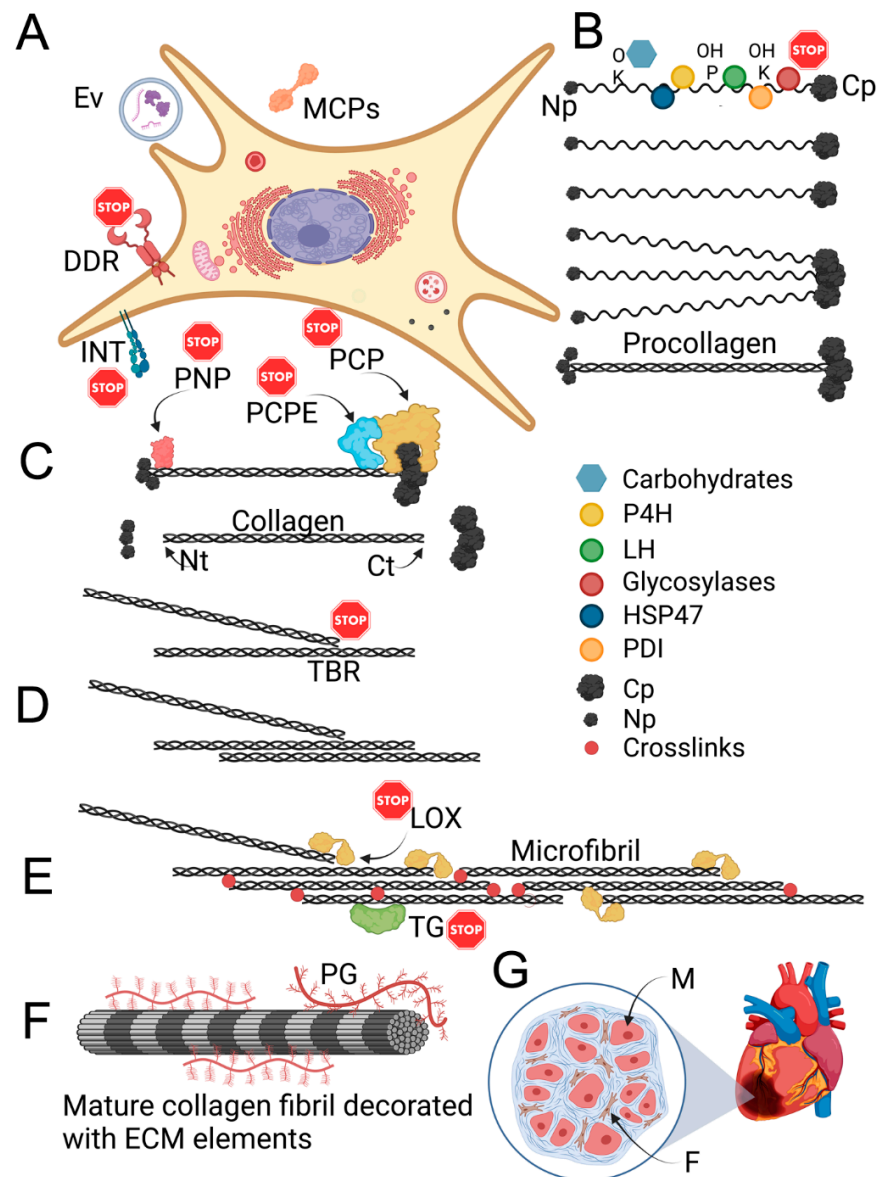 A
Ev
MCPs
STOP
DDR
INT
STOP
STOP
PNP
STOP
PCPE
STOP
PCP
B
O
K
OH
P
OH
K
STOP
Np
Cp
Procollagen
C
Collagen
Nt
Ct
STOP
TBR
Carbohydrates
P4H
LH
Glycosylases
HSP47
PDI
Cp
Np
Crosslinks
D
E
STOP
LOX
Microfibril
TG
STOP
F
PG
Mature collagen fibril decorated
with ECM elements
G
M
F